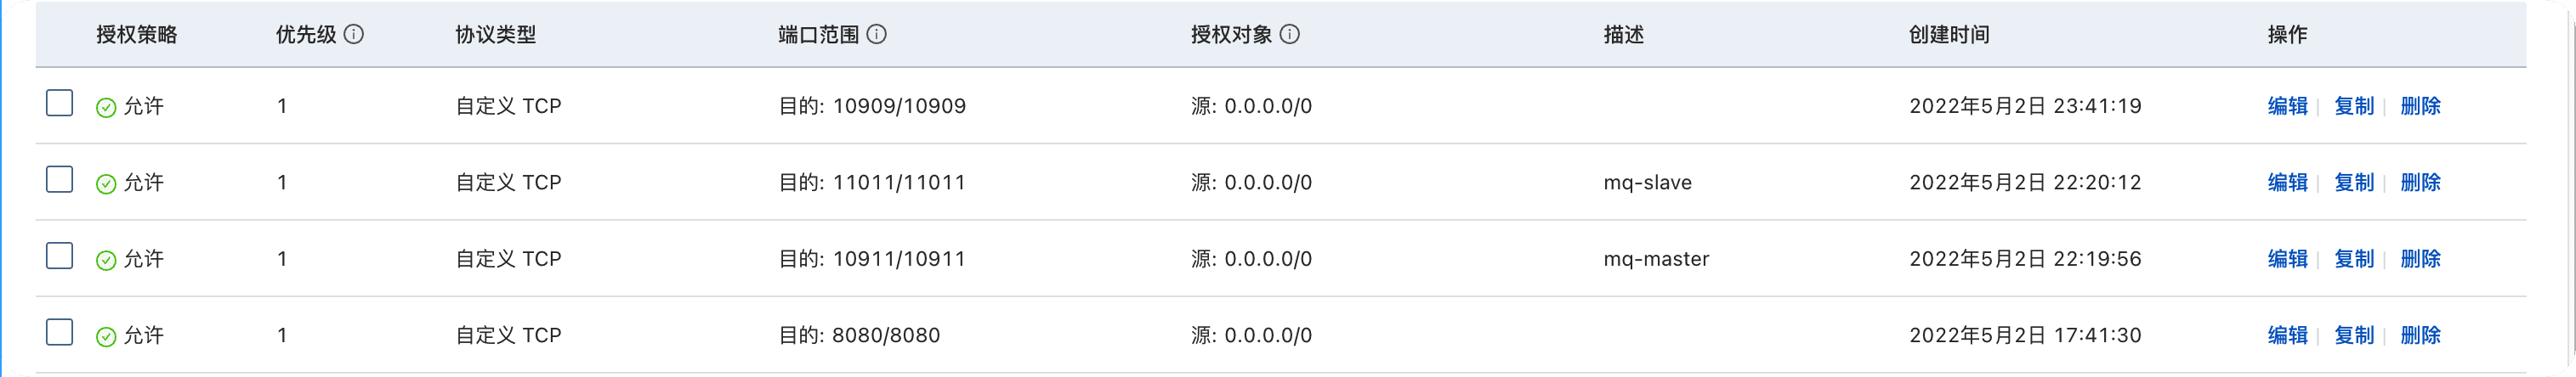 授权策略 优先级 协议类型 端口范围 授权对象 描述 创建时间 操作
允许 1 自定义 TCP 目的: 10909/10909 源: 0.0.0.0/0 2022年5月2日 23:41:19 编辑 复制 删除
允许 1 自定义 TCP 目的: 11011/11011 源: 0.0.0.0/0 mq-slave 2022年5月2日 22:20:12 编辑 复制 删除
允许 1 自定义 TCP 目的: 10911/10911 源: 0.0.0.0/0 mq-master 2022年5月2日 22:19:56 编辑 复制 删除
允许 1 自定义 TCP 目的: 8080/8080 源: 0.0.0.0/0 2022年5月2日 17:41:30 编辑 复制 删除